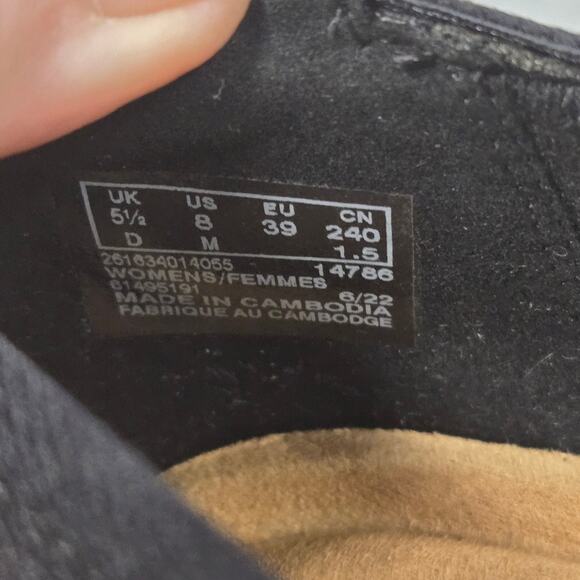 UK US EU CN
5½ 8 39 240
D M 1.5
261634014055 14786
WOMENS/FEMMES
61495191 6/22
MADE IN CAMBODIA
FABRIQUE AU CAMBODGE